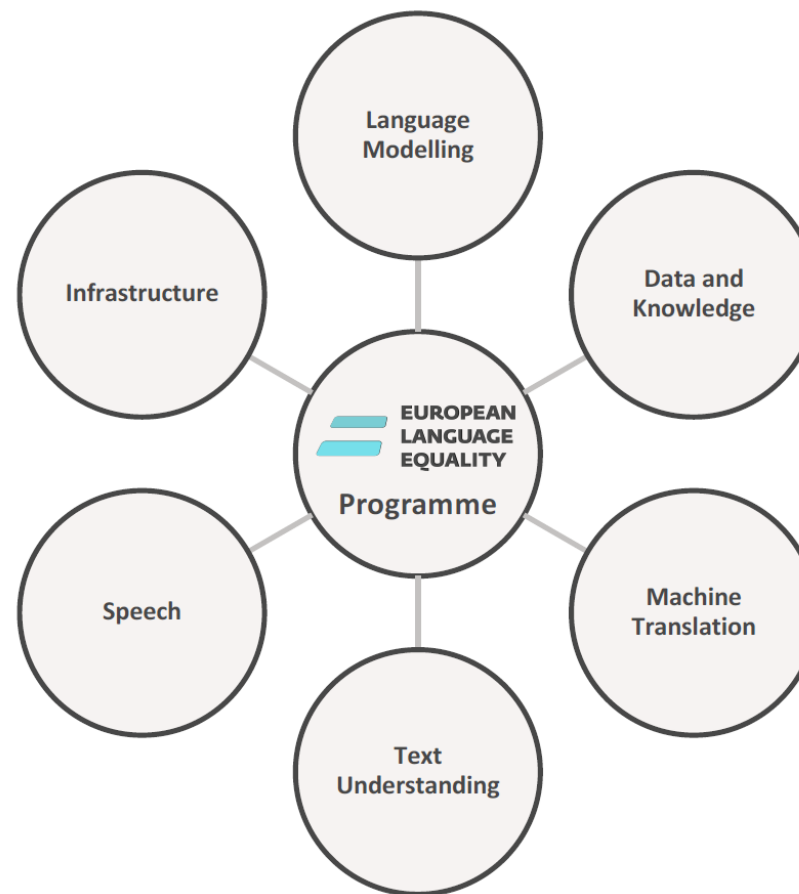 Language
Modelling
Infrastructure
Data and
Knowledge
EUROPEAN
LANGUAGE
EQUALITY
Programme
Speech
Machine
Translation
Text
Understanding